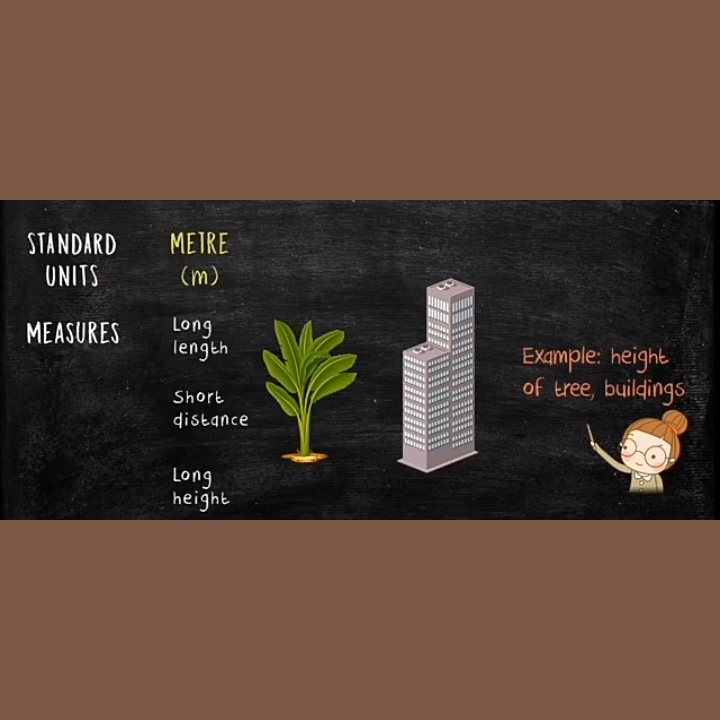 STANDARD
UNITS
METRE
(m)
MEASURES
Long
length
Short
distance
Long
height
Example: height
of tree, buildings